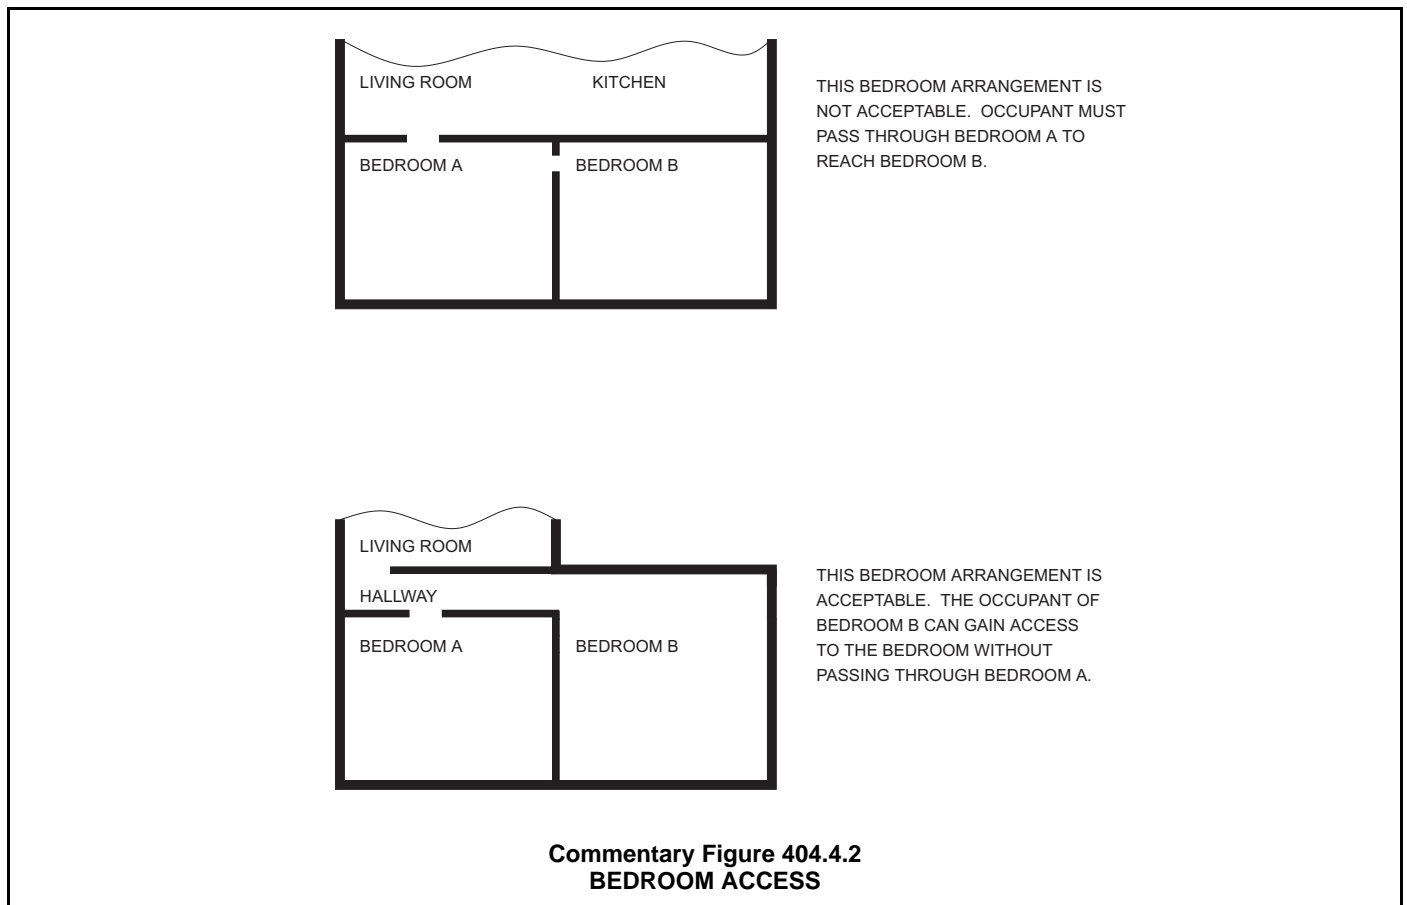 LIVING ROOM KITCHEN
THIS BEDROOM ARRANGEMENT IS
NOT ACCEPTABLE. OCCUPANT MUST
PASS THROUGH BEDROOM A TO
REACH BEDROOM B.
BEDROOM A BEDROOM B
LIVING ROOM
HALLWAY
BEDROOM A BEDROOM B
THIS BEDROOM ARRANGEMENT IS
ACCEPTABLE. THE OCCUPANT OF
BEDROOM B CAN GAIN ACCESS
TO THE BEDROOM WITHOUT
PASSING THROUGH BEDROOM A.
Commentary Figure 404.4.2
BEDROOM ACCESS